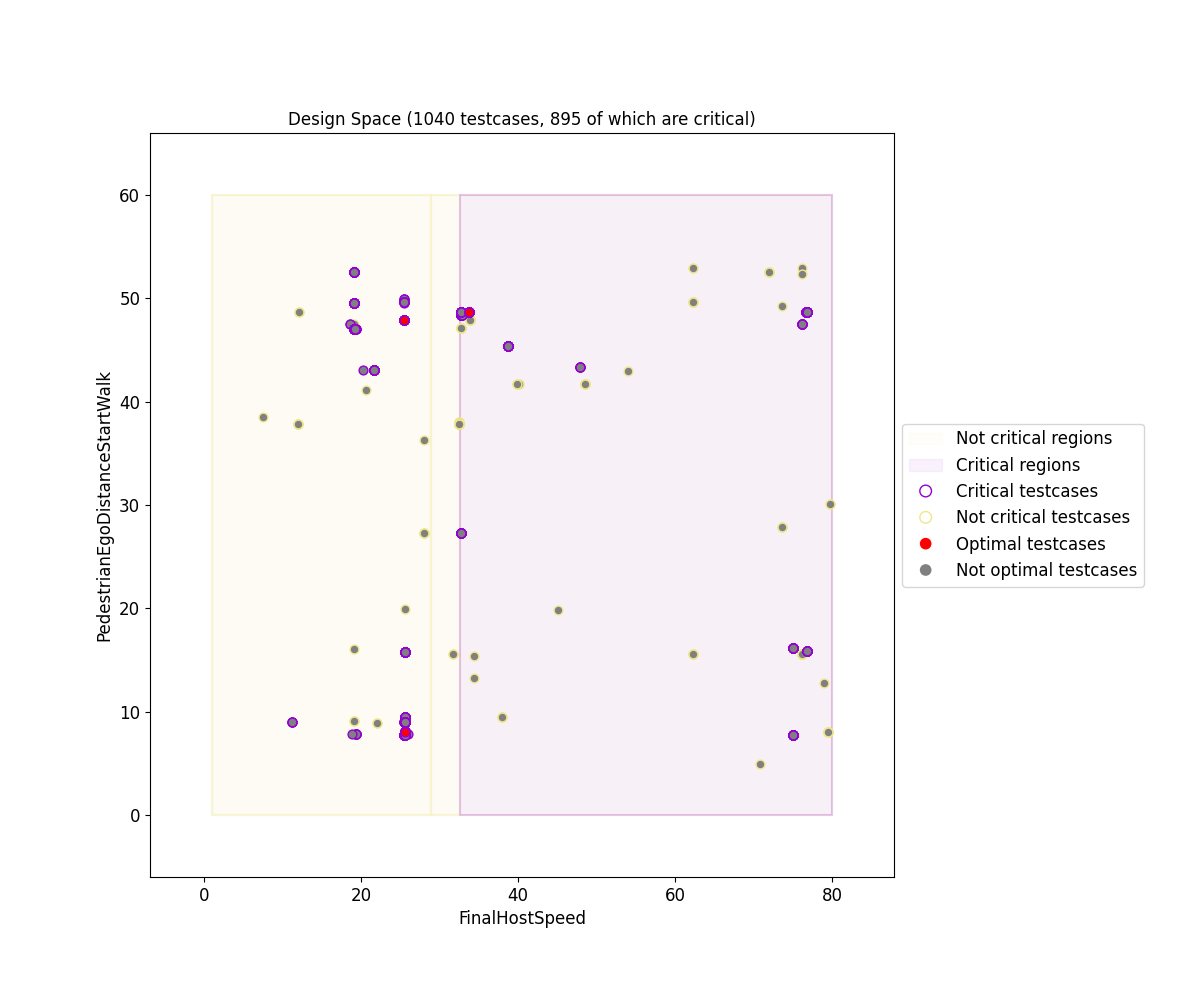 Design Space (1040 testcases, 895 of which are critical)
60
50
40
30
20
10
0
PedestrianEgoDistanceStartWalk
0 20 40 60 80
FinalHostSpeed
Not critical regions
Critical regions
Critical testcases
Not critical testcases
Optimal testcases
Not optimal testcases